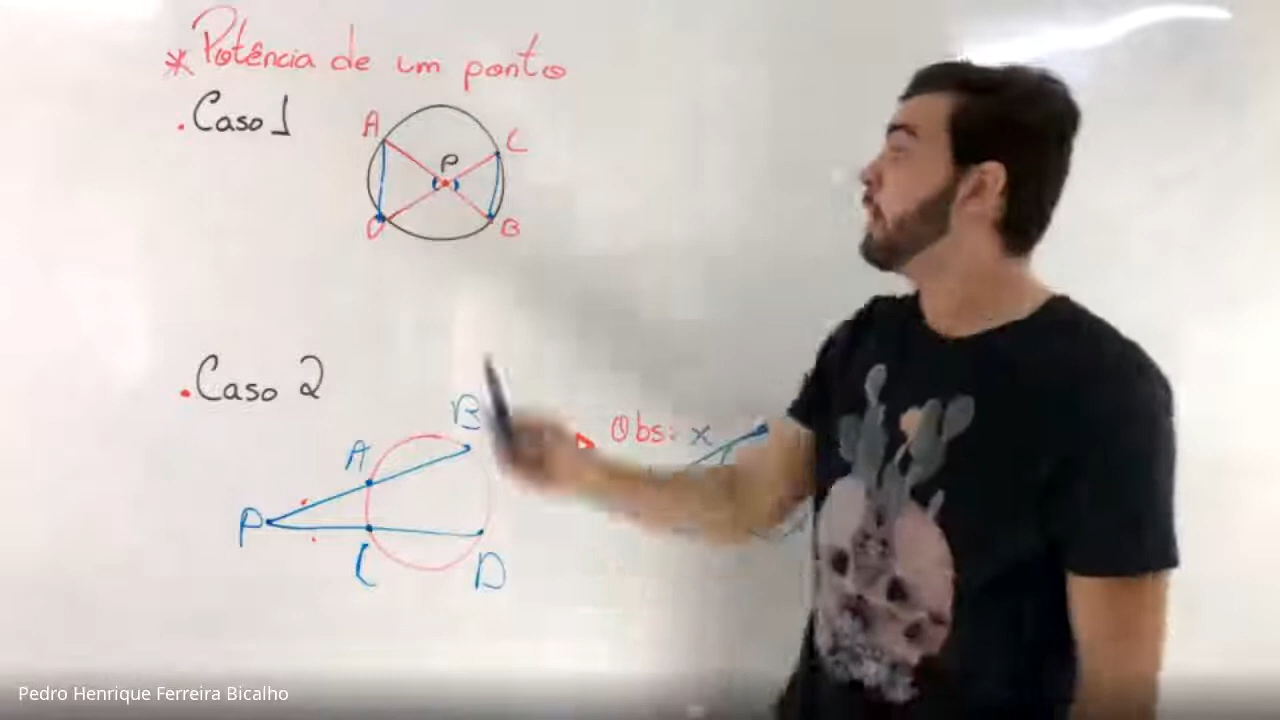 * Potência de um ponto
. Caso 1
A
C
P
D
B
. Caso 2
B
Obs: x
A
P
C
D
Pedro Henrique Ferreira Bicalho